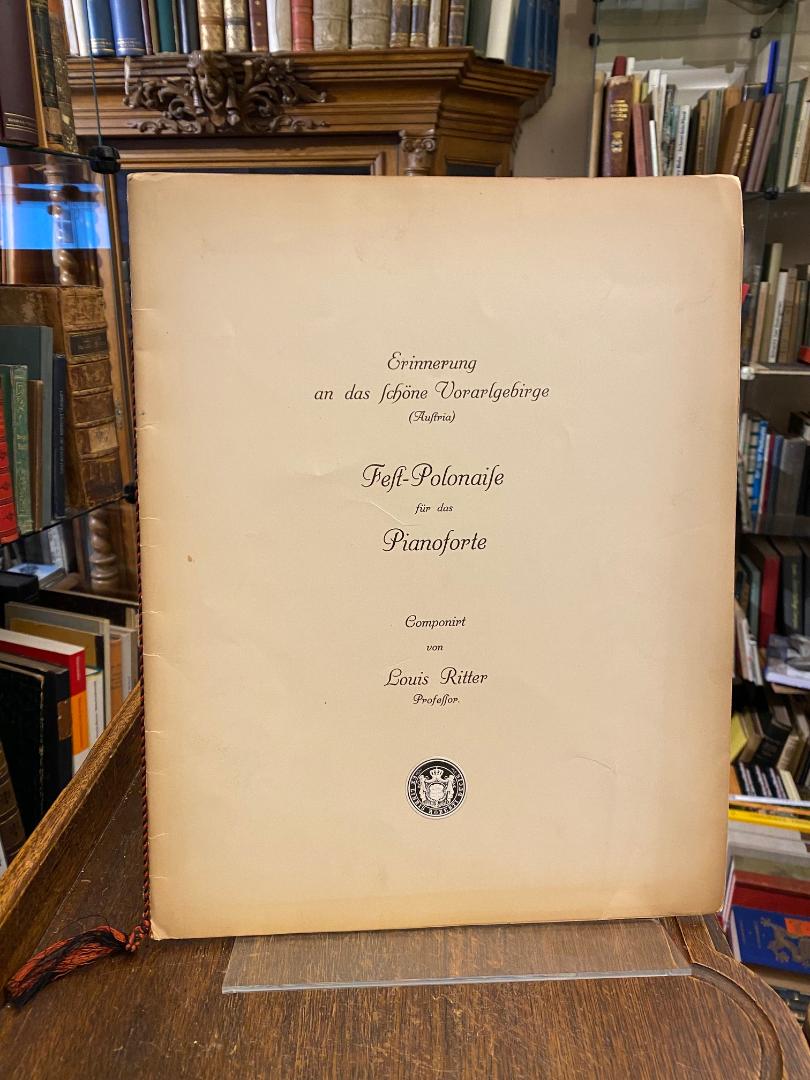 Erinnerung
an das ſchöne Vorarlgebirge
(Auſtria)
Feſt-Polonaiſe
für das
Pianoforte
Componirt
von
Louis Ritter
Profeſſor.